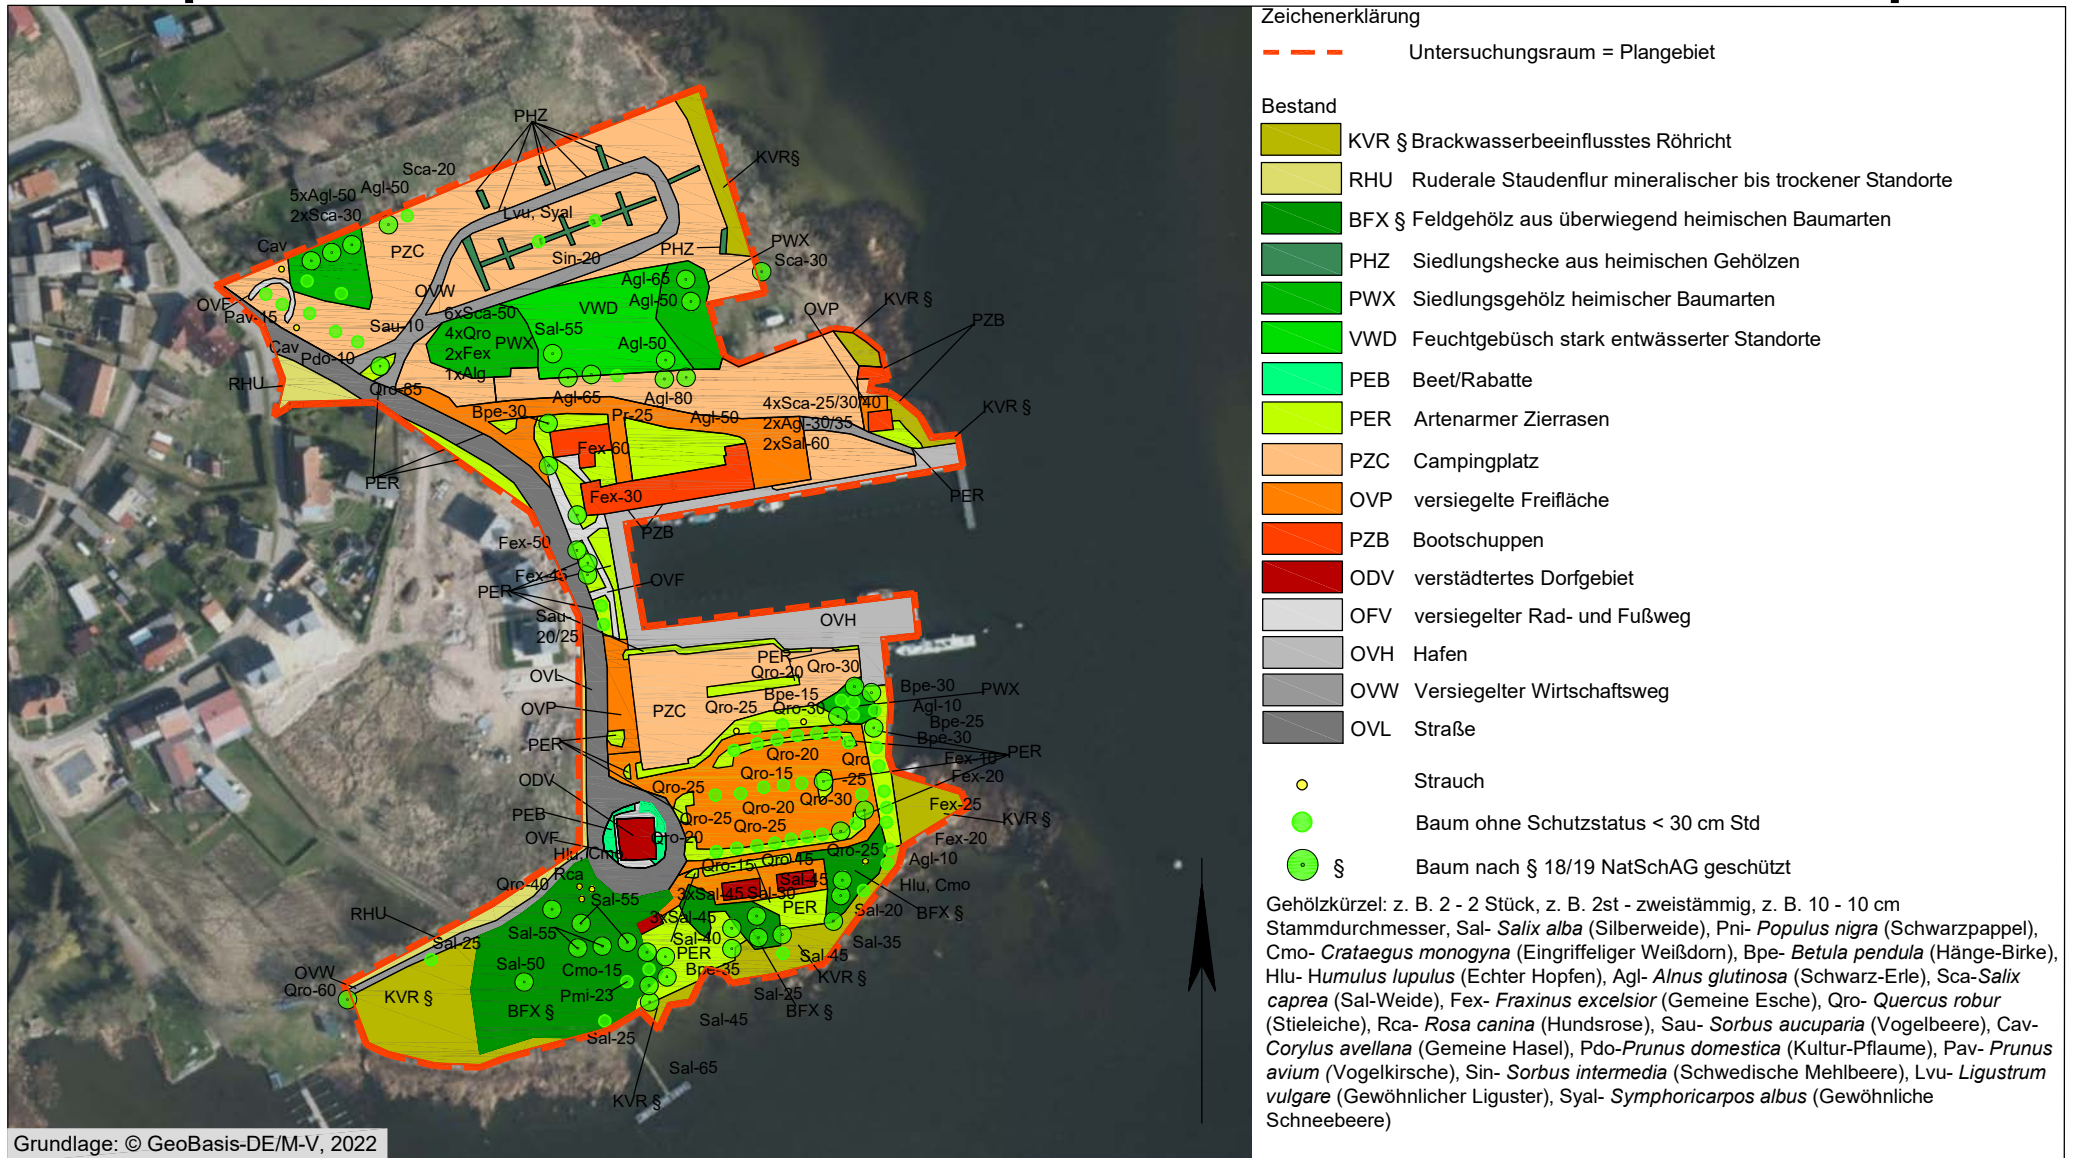 Zeichenerklärung
Untersuchungsraum = Plangebiet
Bestand
KVR § Brackwasserbeeinflusstes Röhricht
RHU Ruderale Staudenflur mineralischer bis trockener Standorte
BFX § Feldgehölz aus überwiegend heimischen Baumarten
PHZ Siedlungshecke aus heimischen Gehölzen
PWX Siedlungsgehölz heimischer Baumarten
VWD Feuchtgebüsch stark entwässerter Standorte
PEB Beet/Rabatte
PER Artenarmer Zierrasen
PZC Campingplatz
OVP versiegelte Freifläche
PZB Bootschuppen
ODV verstädtertes Dorfgebiet
OFV versiegelter Rad- und Fußweg
OVH Hafen
OVW Versiegelter Wirtschaftsweg
OVL Straße
Strauch
Baum ohne Schutzstatus < 30 cm Std
§ Baum nach § 18/19 NatSchAG geschützt
Gehölzkürzel: z. B. 2 - 2 Stück, z. B. 2st - zweistämmig, z. B. 10 - 10 cm
Stammdurchmesser, Sal- Salix alba (Silberweide), Pni- Populus nigra (Schwarzpappel),
Cmo- Crataegus monogyna (Eingriffeliger Weißdorn), Bpe- Betula pendula (Hänge-Birke),
Hlu- Humulus lupulus (Echter Hopfen), Agl- Alnus glutinosa (Schwarz-Erle), Sca-Salix
caprea (Sal-Weide), Fex- Fraxinus excelsior (Gemeine Esche), Qro- Quercus robur
(Stieleiche), Rca- Rosa canina (Hundsrose), Sau- Sorbus aucuparia (Vogelbeere), Cav-
Corylus avellana (Gemeine Hasel), Pdo-Prunus domestica (Kultur-Pflaume), Pav- Prunus
avium (Vogelkirsche), Sin- Sorbus intermedia (Schwedische Mehlbeere), Lvu- Ligustrum
vulgare (Gewöhnlicher Liguster), Syal- Symphoricarpos albus (Gewöhnliche
Schneebeere)
PHZ
KVR§
Sca-20
Agl-50
5xAgl-50
2xSca-30
Lvu, Syal
Cav
PZC
PHZ
PWX
Sca-30
Sin-20
Agl-65
OVW
Agl-50
OVF
Pav-15
6xSca-50
VWD
OVP
KVR §
PZB
Sau-10
4xQro
PWX
Sal-55
Agl-50
Cav
Pdo-10
2xFex
1xAlg
RHU
Qro-85
Agl-65
Agl-80
4xSca-25/30/40
KVR §
Bpe-30
Pr-25
Agl-50
2xAgl-30/35
2xSal-60
Fex-60
PER
Fex-30
PER
PZB
Fex-50
Fex-45
OVF
PER
Sau-
20/25
OVH
PER
Qro-20
Qro-30
OVL
Bpe-30
PWX
Bpe-15
Agl-10
OVP
PZC
Qro-25
Qro-30
Bpe-25
Bpe-30
PER
PER
Qro-20
Qro
-25
Fex-10
Qro-15
Fex-20
ODV
Qro-25
Qro-30
Fex-25
Qro-20
PEB
Qro-25
Qro-25
KVR §
OVF
Qro-20
Fex-20
Hlu, Cmo
Qro-25
Agl-10
Qro-15
Qro-15
Rca
Qro-40
Sal-45
Hlu, Cmo
3xSal-45
Sal-30
Sal-55
PER
BFX §
RHU
3xSal-45
Sal-20
Sal-55
Sal-25
Sal-40
Sal-35
PER
Sal-45
OVW
Sal-50
Cmo-15
Bpe-35
KVR §
Qro-60
KVR §
Pmi-23
Sal-25
BFX §
BFX §
Sal-45
Sal-25
Sal-65
KVR §
Grundlage: © GeoBasis-DE/M-V, 2022